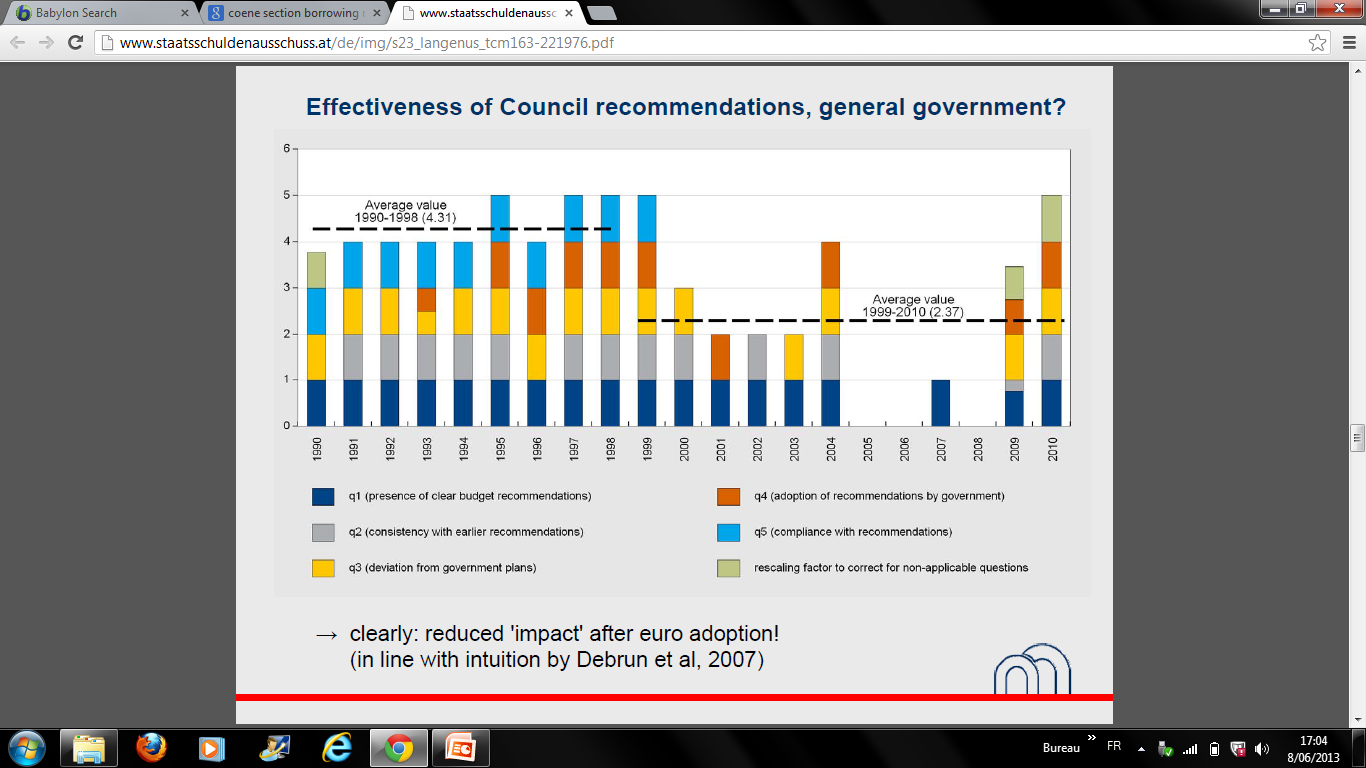 Babylon Search
coene section borrowing
www.staatsschuldenaussc
www.staatsschuldenausschuss.at/de/img/s23_langenus_tcm163-221976.pdf
Effectiveness of Council recommendations, general government?
6
5
4
3
2
1
0
Average value
1990-1998 (4.31)
Average value
1999-2010 (2.37)
1990
1991
1992
1993
1994
1995
1996
1997
1998
1999
2000
2001
2002
2003
2004
2005
2006
2007
2008
2009
2010
q1 (presence of clear budget recommendations)
q2 (consistency with earlier recommendations)
q3 (deviation from government plans)
q4 (adoption of recommendations by government)
q5 (compliance with recommendations)
rescaling factor to correct for non-applicable questions
→ clearly: reduced 'impact' after euro adoption!
(in line with intuition by Debrun et al, 2007)
Bureau » FR 17:04
8/06/2013